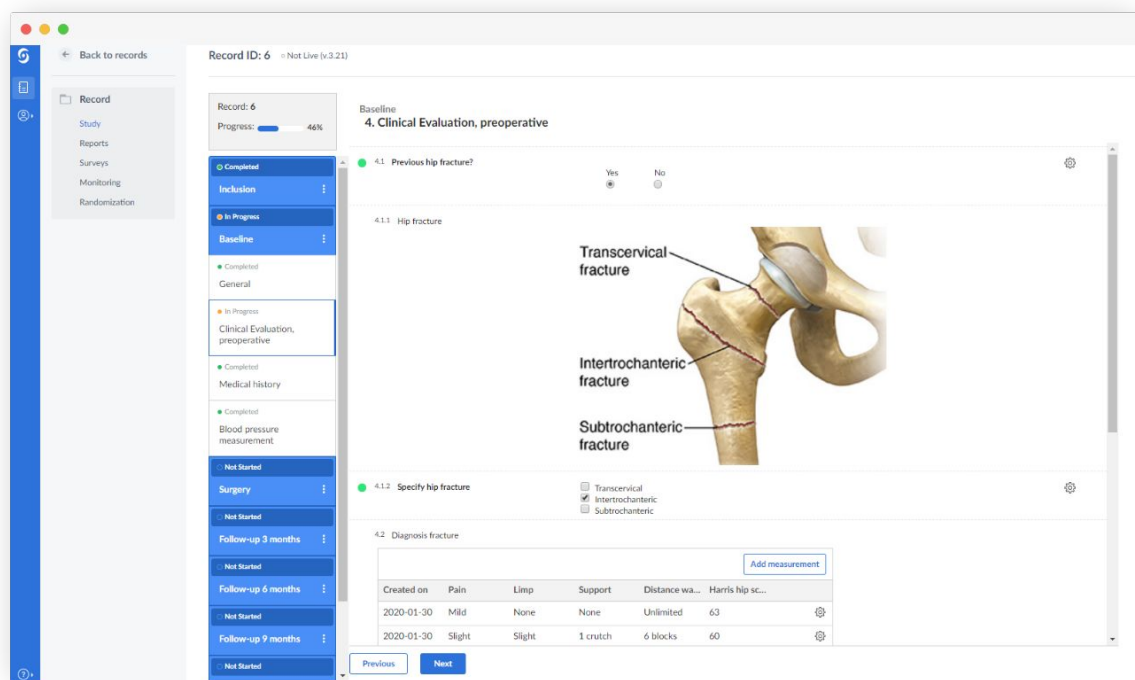 Back to records
Record
Study
Reports
Surveys
Monitoring
Randomization
Record ID: 6 Not Live (v.3.21)
Record: 6
Progress: 46%
Completed
Inclusion
In Progress
Baseline
Completed
General
In Progress
Clinical Evaluation,
preoperative
Completed
Medical history
Completed
Blood pressure
measurement
Not Started
Surgery
Not Started
Follow-up 3 months
Not Started
Follow-up 6 months
Not Started
Follow-up 9 months
Not Started
Baseline
4. Clinical Evaluation, preoperative
4.1 Previous hip fracture?
Yes No
4.1.1 Hip fracture
Transcervical
fracture
Intertrochanteric
fracture
Subtrochanteric
fracture
4.1.2 Specify hip fracture
Transcervical
Intertrochanteric
Subtrochanteric
4.2 Diagnosis fracture
Add measurement
Created on Pain Limp Support Distance wa... Harris hip sc...
2020-01-30 Mild None None Unlimited 63
2020-01-30 Slight Slight 1 crutch 6 blocks 60
Previous Next